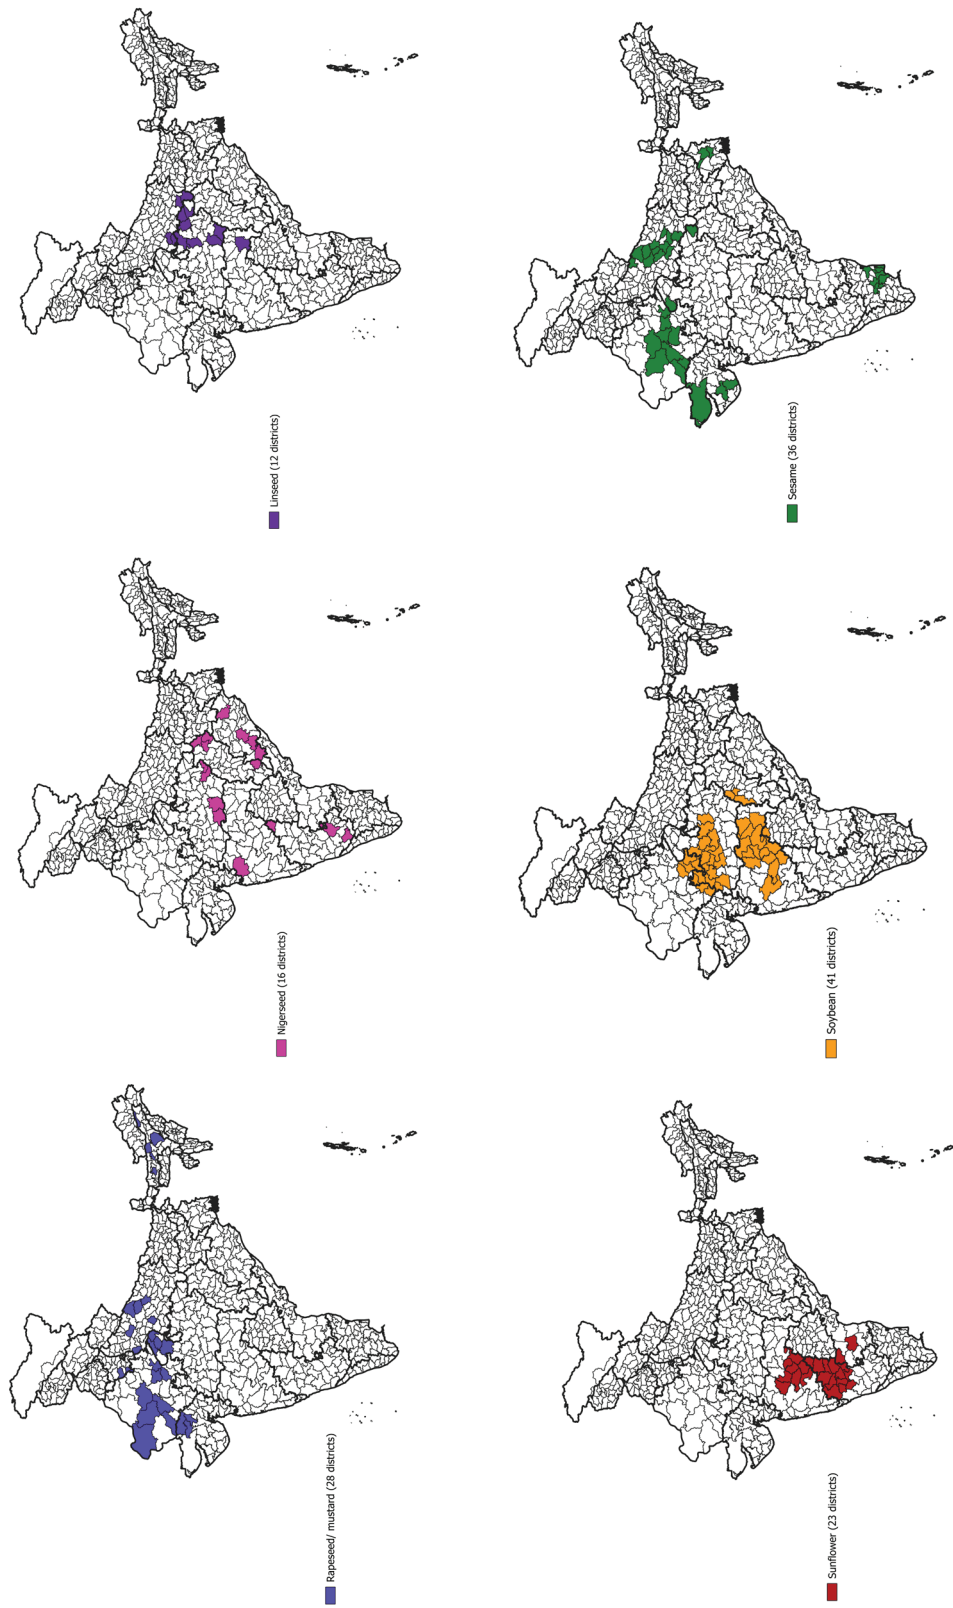 Rapeseed/ mustard (28 districts)
Nigerseed (16 districts)
Linseed (12 districts)
Sunflower (23 districts)
Soybean (41 districts)
Sesame (36 districts)